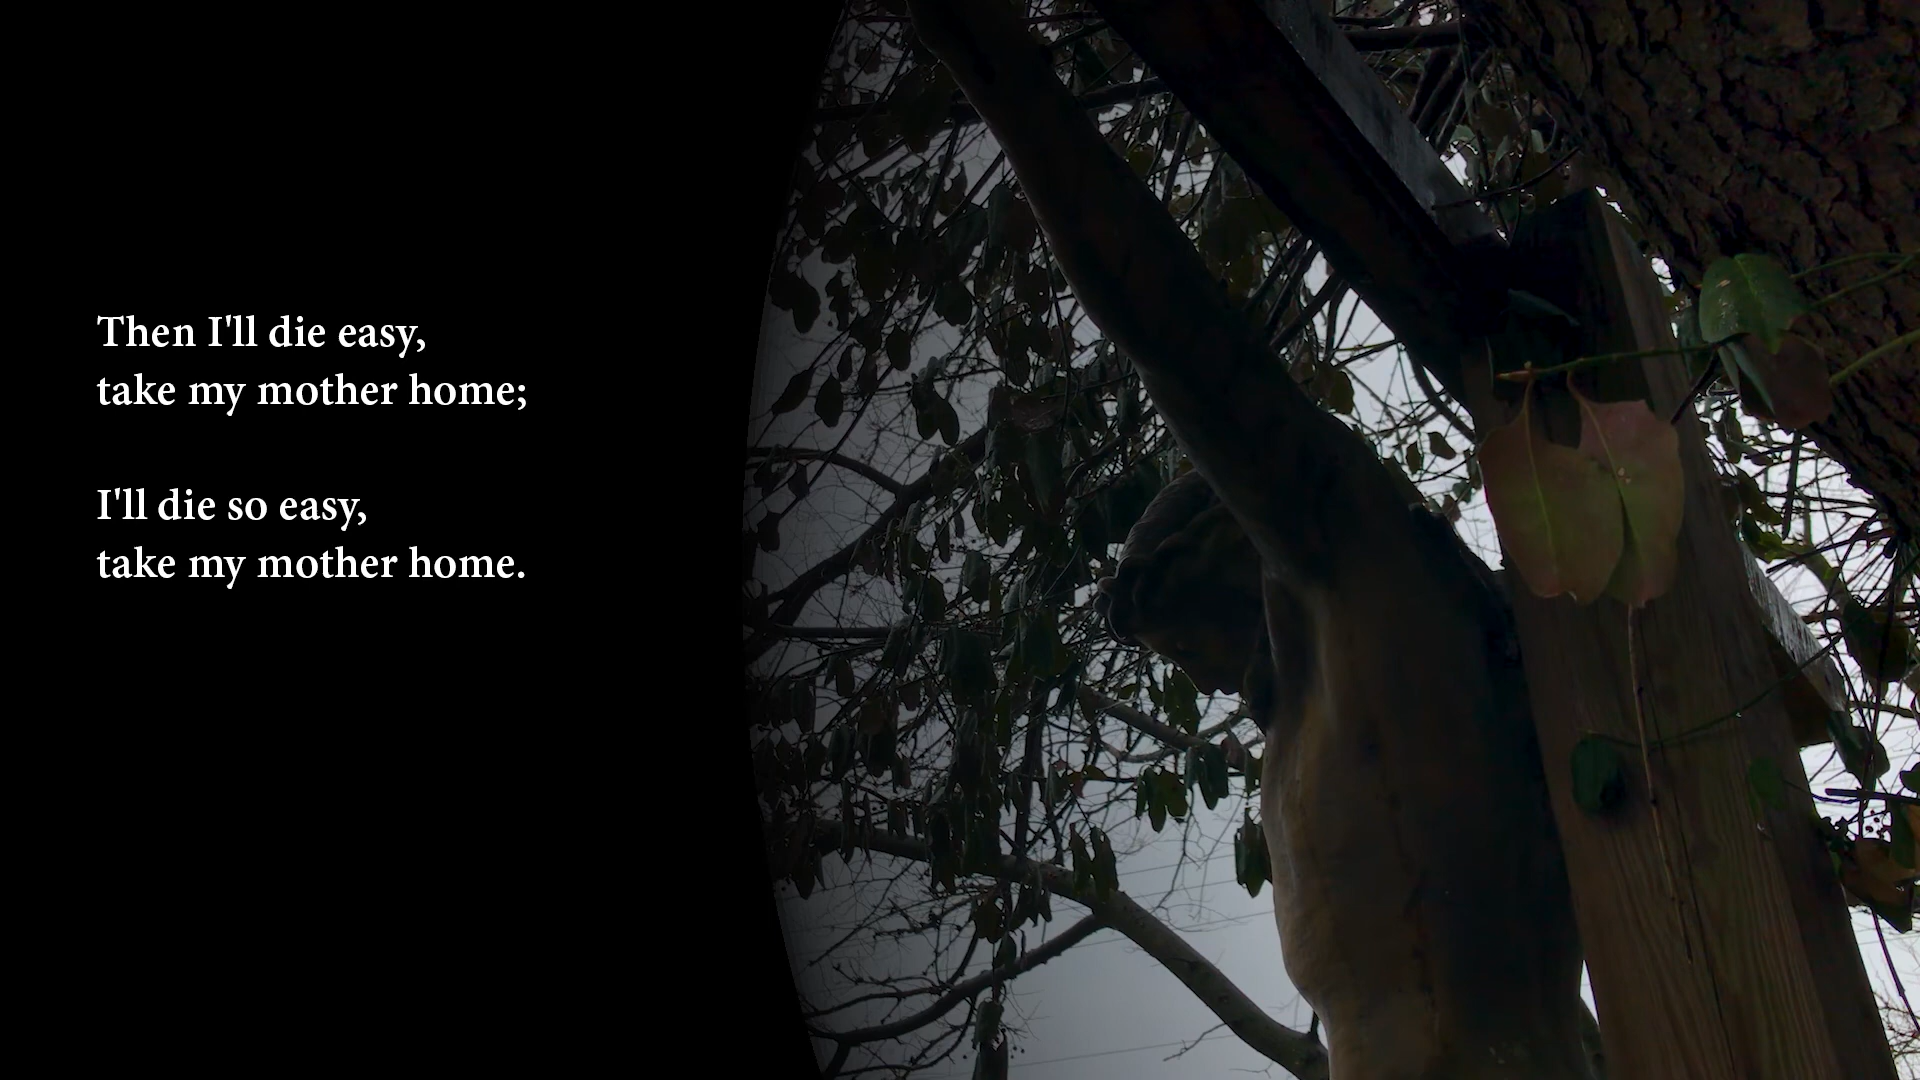 Then I'll die easy,
take my mother home;
I'll die so easy,
take my mother home.